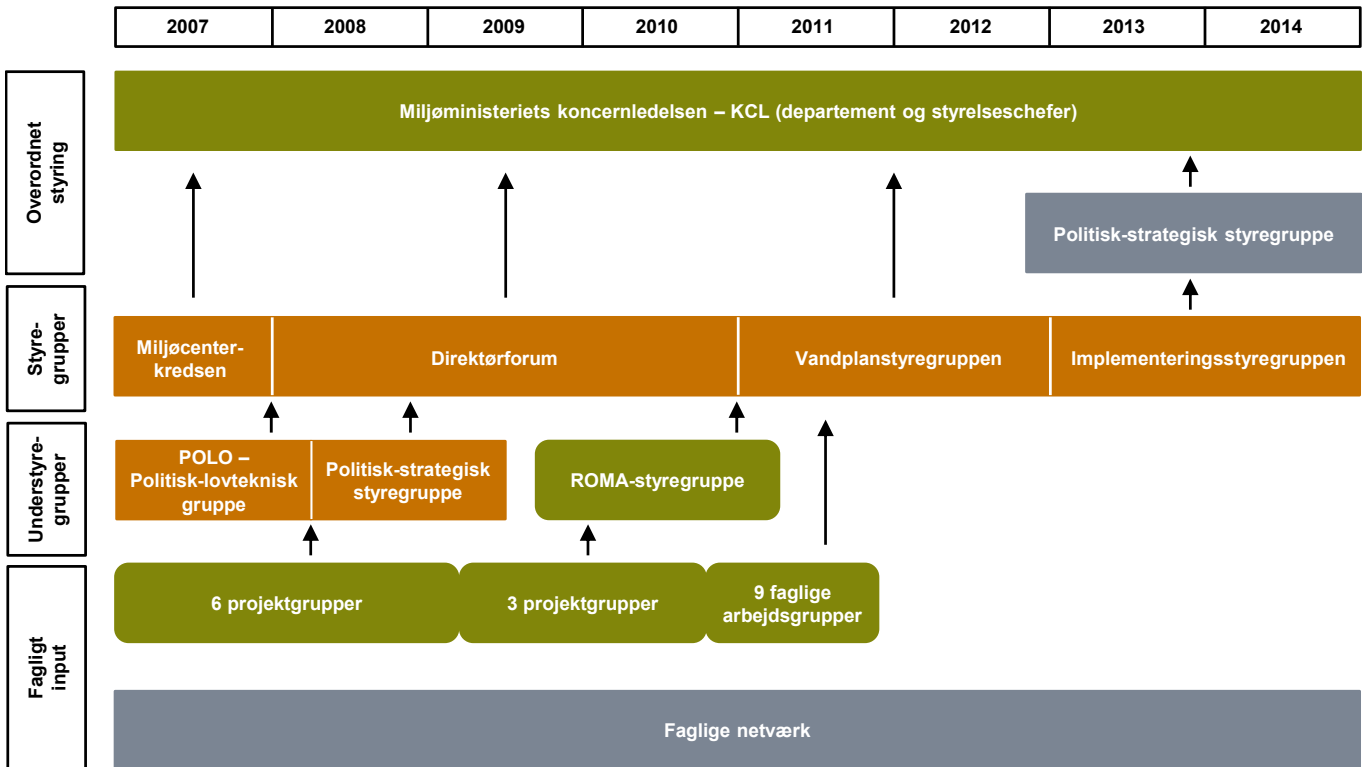 2007 2008 2009 2010 2011 2012 2013 2014
Overordnet
styring
Miljøministeriets koncernledelsen – KCL (departement og styrelseschefer)
Politisk-strategisk styregruppe
Styre-
grupper
Miljøcenter-
kredsen
Direktørforum
Vandplanstyregruppen
Implementeringsstyregruppen
Understyre-
grupper
POLO –
Politisk-lovteknisk
gruppe
Politisk-strategisk
styregruppe
ROMA-styregruppe
Fagligt
input
6 projektgrupper
3 projektgrupper
9 faglige
arbejdsgrupper
Faglige netværk